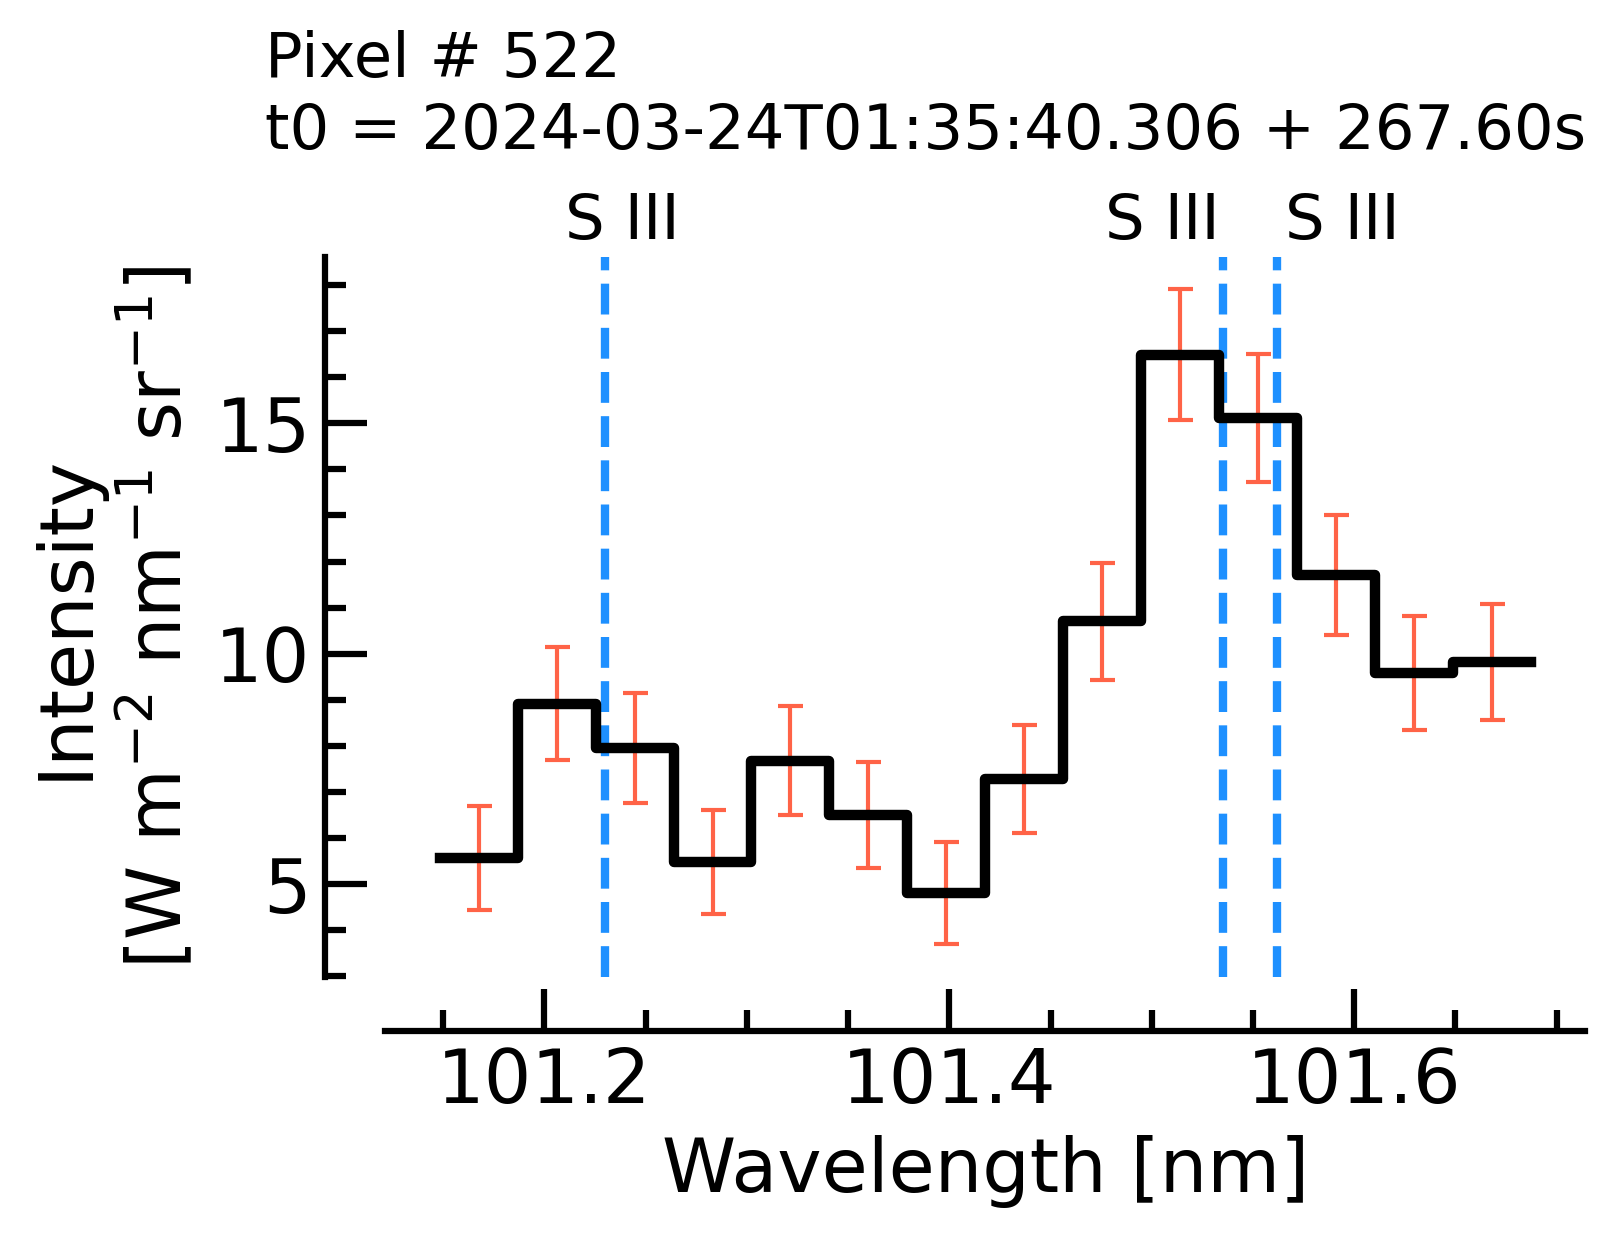 Pixel # 522
t0 = 2024-03-24T01:35:40.306 + 267.60s
S III S III S III
Intensity
[W m⁻² nm⁻¹ sr⁻¹]
15
10
5
101.2 101.4 101.6
Wavelength [nm]